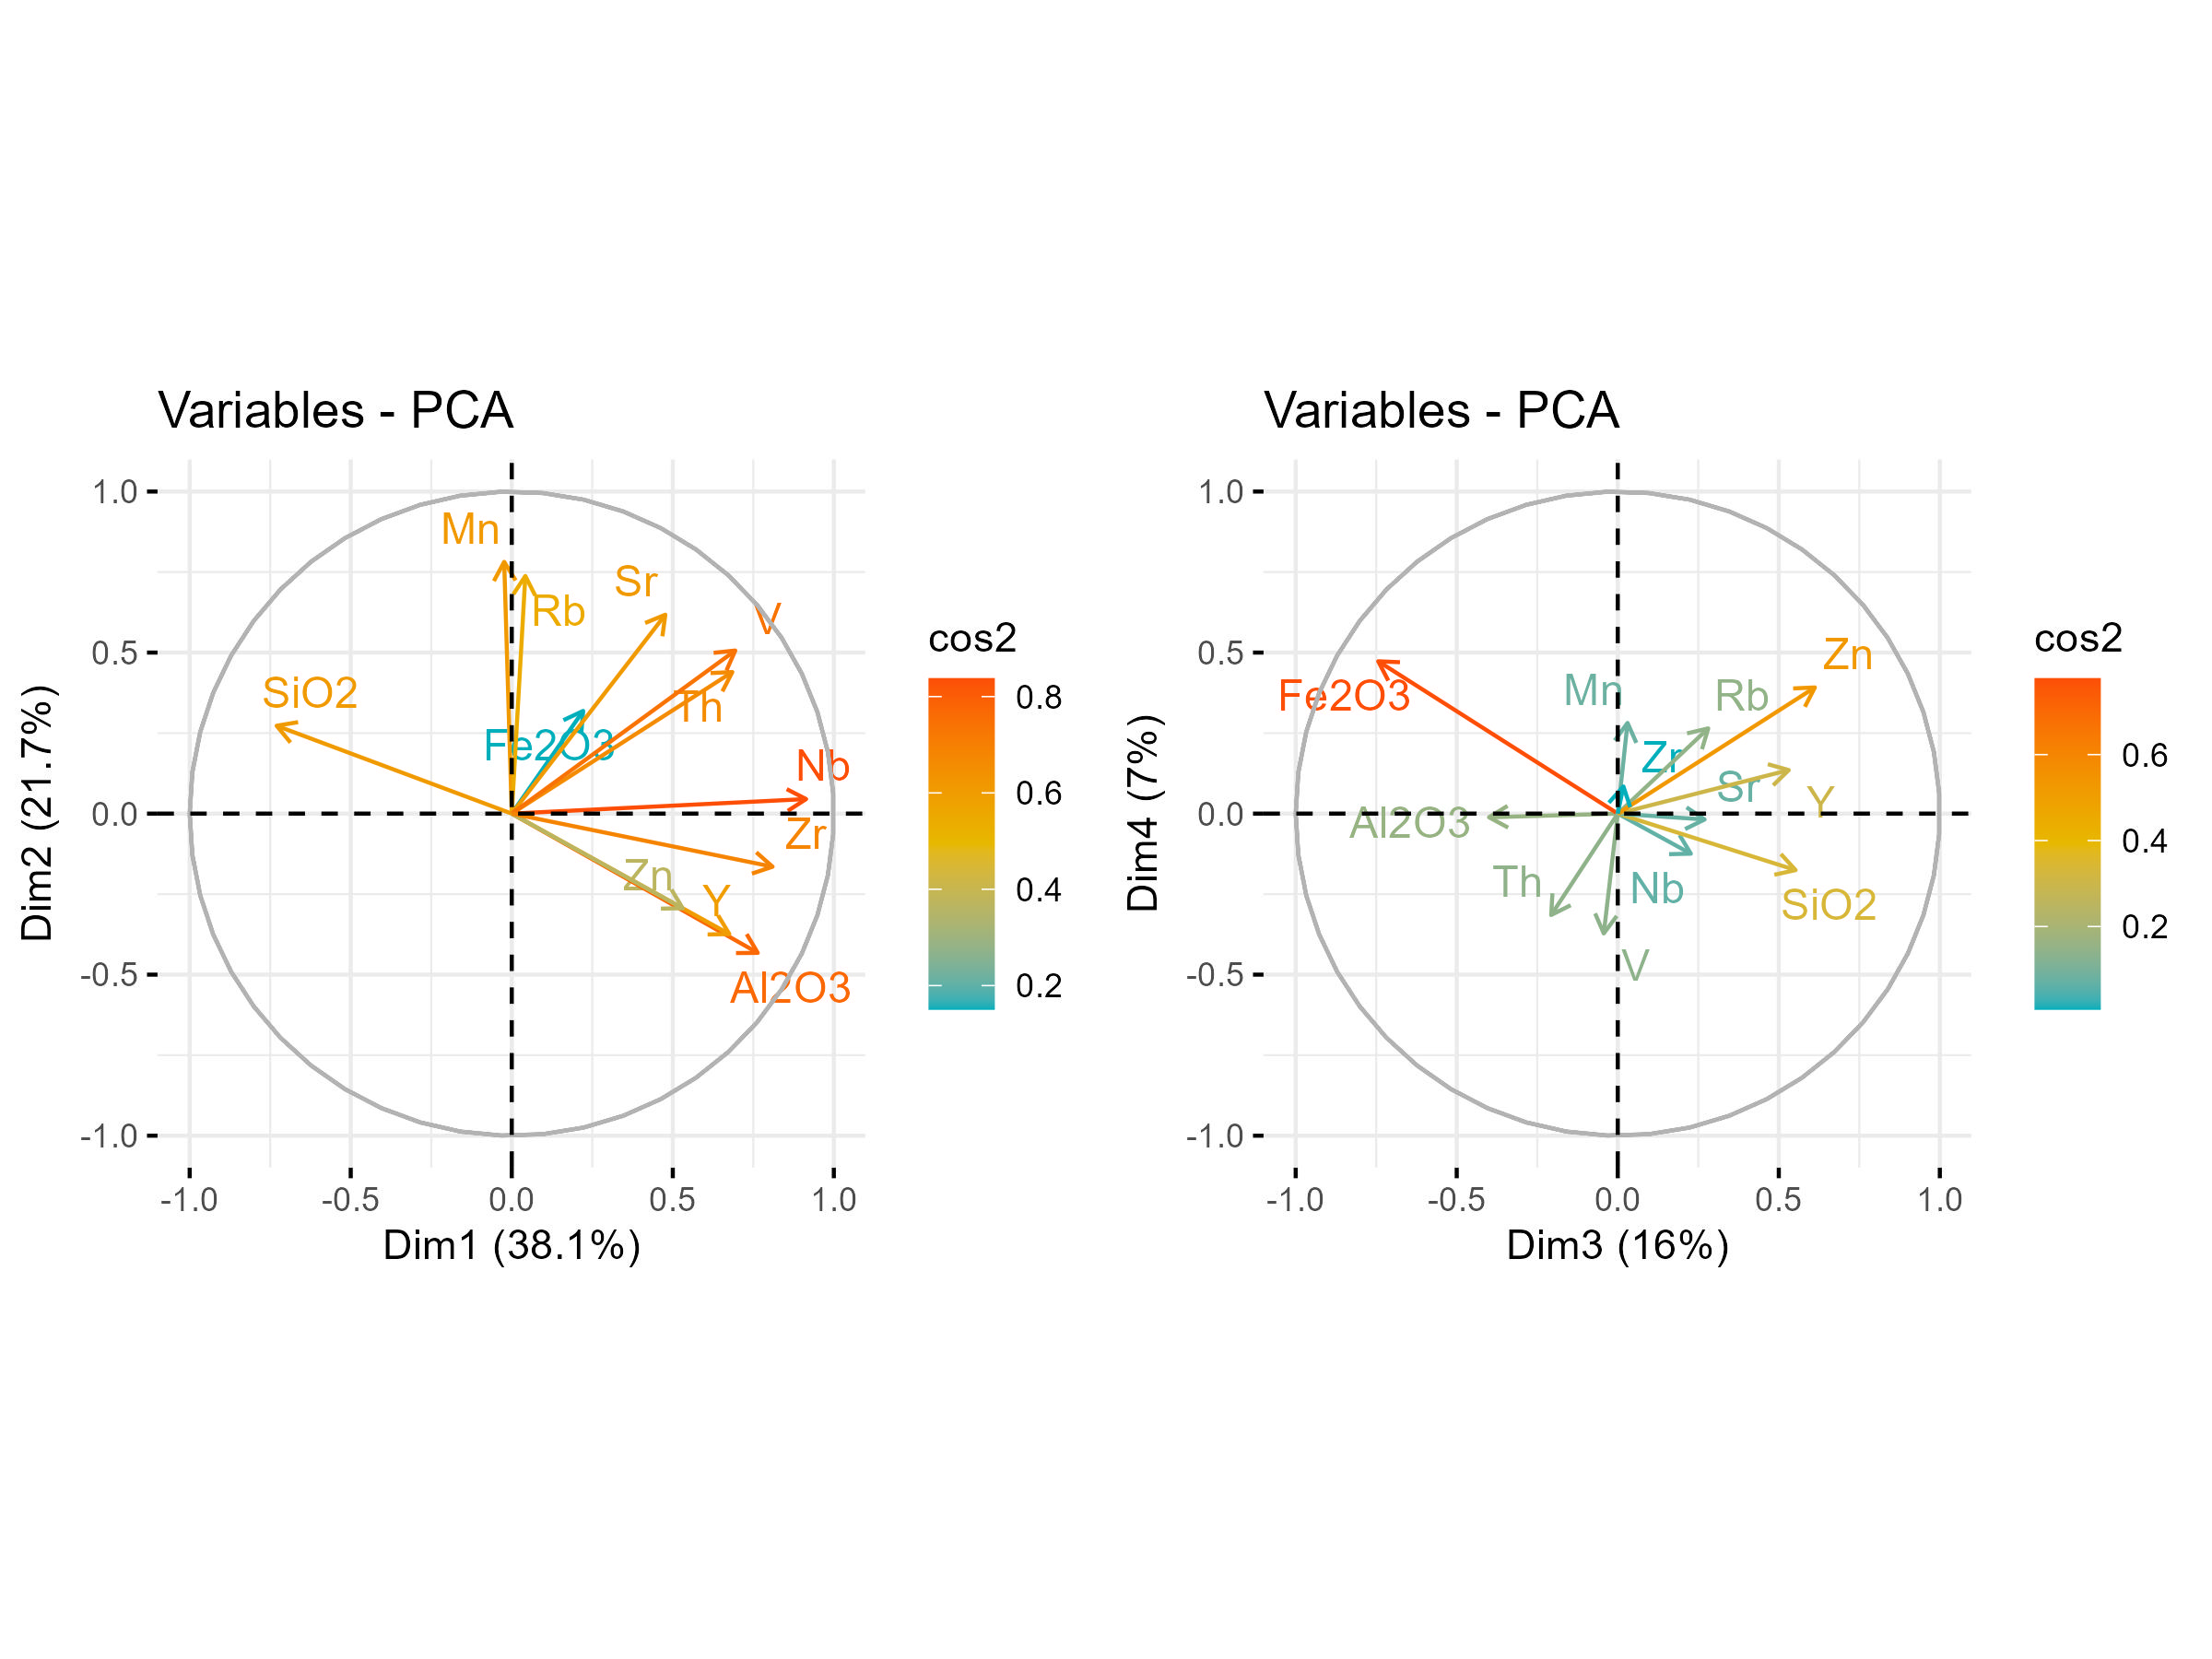 Variables - PCA
1.0
0.5
0.0
-0.5
-1.0
Dim2 (21.7%)
Mn
Rb
Sr
V
SiO2
Th
Fe2O3
Nb
Zr
Zn
Y
Al2O3
-1.0 -0.5 0.0 0.5 1.0
Dim1 (38.1%)
cos2
0.8
0.6
0.4
0.2
Variables - PCA
1.0
0.5
0.0
-0.5
-1.0
Dim4 (7%)
Zn
Fe2O3
Mn
Rb
Zr
Sr
Y
Al2O3
Th
Nb
SiO2
V
-1.0 -0.5 0.0 0.5 1.0
Dim3 (16%)
cos2
0.6
0.4
0.2